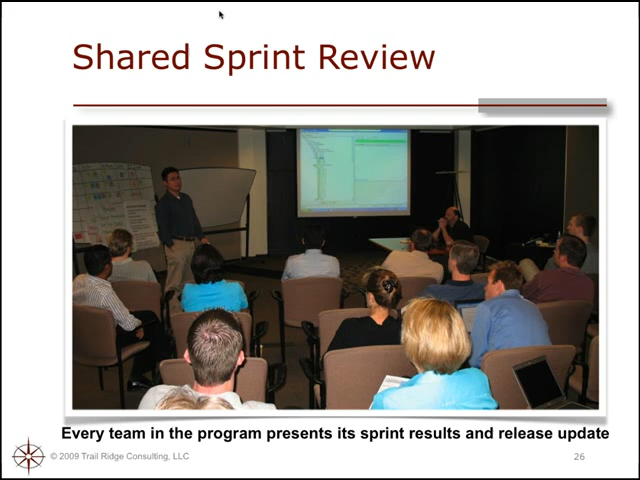 Shared Sprint Review
Every team in the program presents its sprint results and release update
© 2009 Trail Ridge Consulting, LLC
26